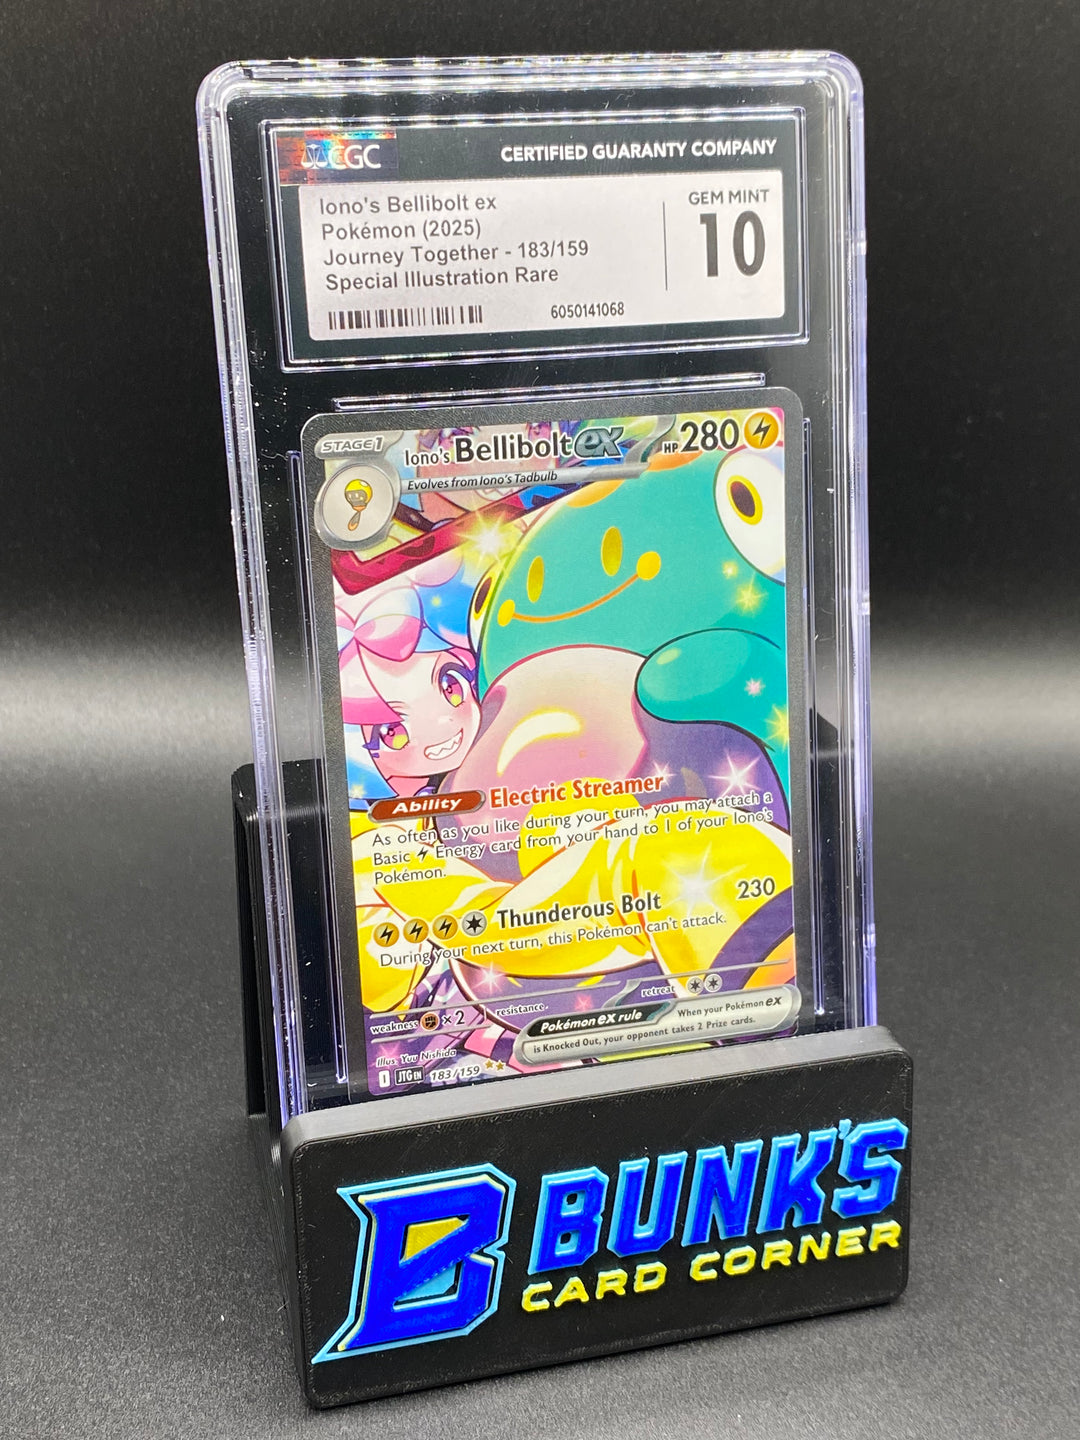 CGC
CERTIFIED GUARANTY COMPANY
Iono's Bellibolt ex
Pokémon (2025)
Journey Together - 183/159
Special Illustration Rare
GEM MINT
10
6050141068
STAGE 1
Iono's Bellibolt ex
HP 280
Evolves from Iono's Tadbulb
Ability Electric Streamer
As often as you like during your turn, you may attach a
Basic Energy card from your hand to 1 of your Iono's
Pokémon.
Thunderous Bolt 230
During your next turn, this Pokémon can't attack.
weakness ×2 resistance retreat
Pokémon ex rule When your Pokémon ex
is Knocked Out, your opponent takes 2 Prize cards.
Illus. Yuu Nishida
I JTG EN 183/159
B BUNK'S
CARD CORNER